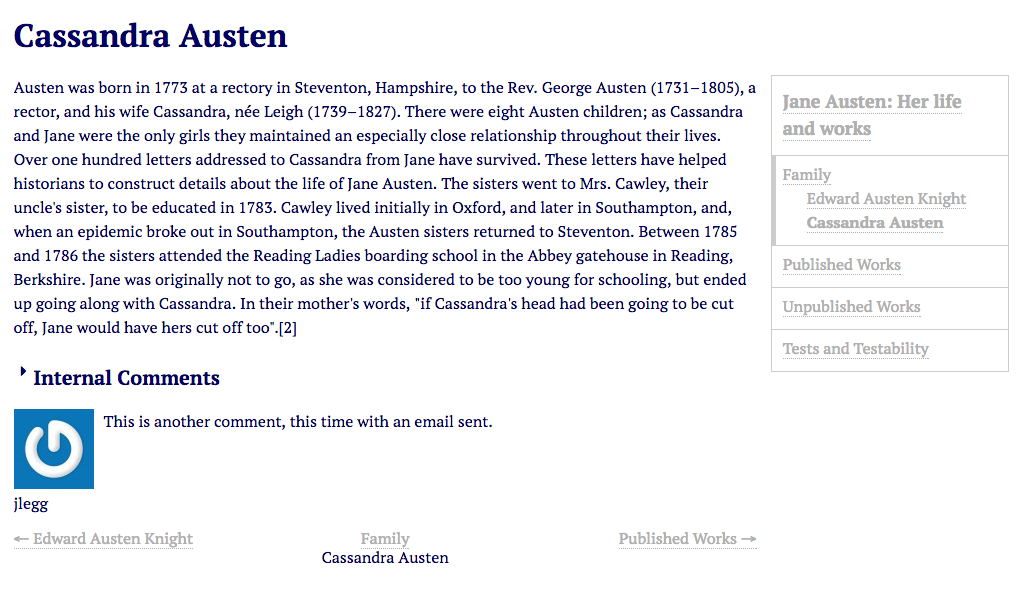 Cassandra Austen
Austen was born in 1773 at a rectory in Steventon, Hampshire, to the Rev. George Austen (1731–1805), a
rector, and his wife Cassandra, née Leigh (1739–1827). There were eight Austen children; as Cassandra
and Jane were the only girls they maintained an especially close relationship throughout their lives.
Over one hundred letters addressed to Cassandra from Jane have survived. These letters have helped
historians to construct details about the life of Jane Austen. The sisters went to Mrs. Cawley, their
uncle's sister, to be educated in 1783. Cawley lived initially in Oxford, and later in Southampton, and,
when an epidemic broke out in Southampton, the Austen sisters returned to Steventon. Between 1785
and 1786 the sisters attended the Reading Ladies boarding school in the Abbey gatehouse in Reading,
Berkshire. Jane was originally not to go, as she was considered to be too young for schooling, but ended
up going along with Cassandra. In their mother's words, "if Cassandra's head had been going to be cut
off, Jane would have hers cut off too".[2]
Jane Austen: Her life
and works
Family
Edward Austen Knight
Cassandra Austen
Published Works
Unpublished Works
Tests and Testability
Internal Comments
This is another comment, this time with an email sent.
jlegg
← Edward Austen Knight
Family
Cassandra Austen
Published Works →